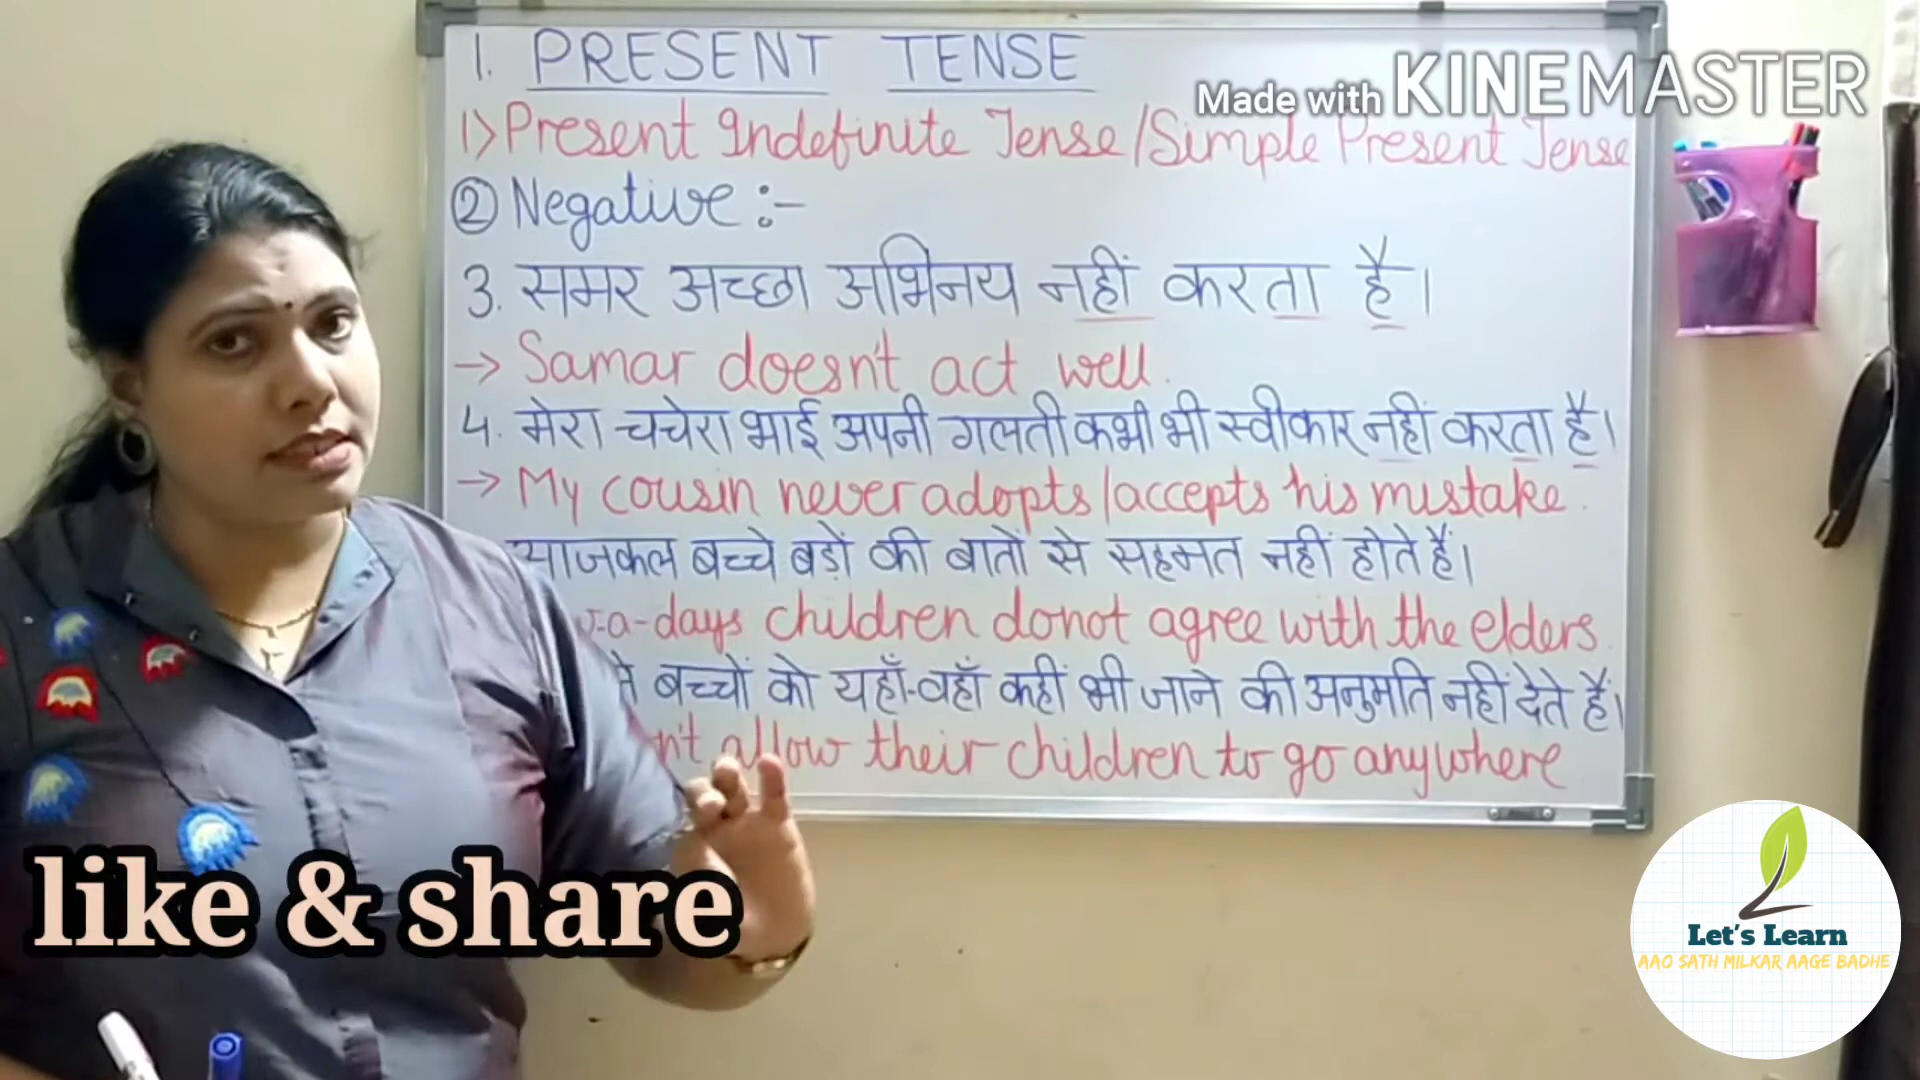 1. PRESENT TENSE
Made with KINEMASTER
1) Present Indefinite Tense / Simple Present Tense
② Negative :-
3. समर अच्छा अभिनय नहीं करता है।
→ Samar doesn't act well.
4. मेरा चचेरा भाई अपनी गलती कभी भी स्वीकार नहीं करता है।
→ My cousin never adopts/accepts his mistake.
बच्चे बड़ों की बातों से सहमत नहीं होते हैं।
-a-days children donot agree with the elders.
बच्चों को यहाँ-वहाँ कहीं भी जाने की अनुमति नहीं देते हैं।
n't allow their children to go anywhere
like & share
Let's Learn
AAO SATH MILKAR AAGE BADHE